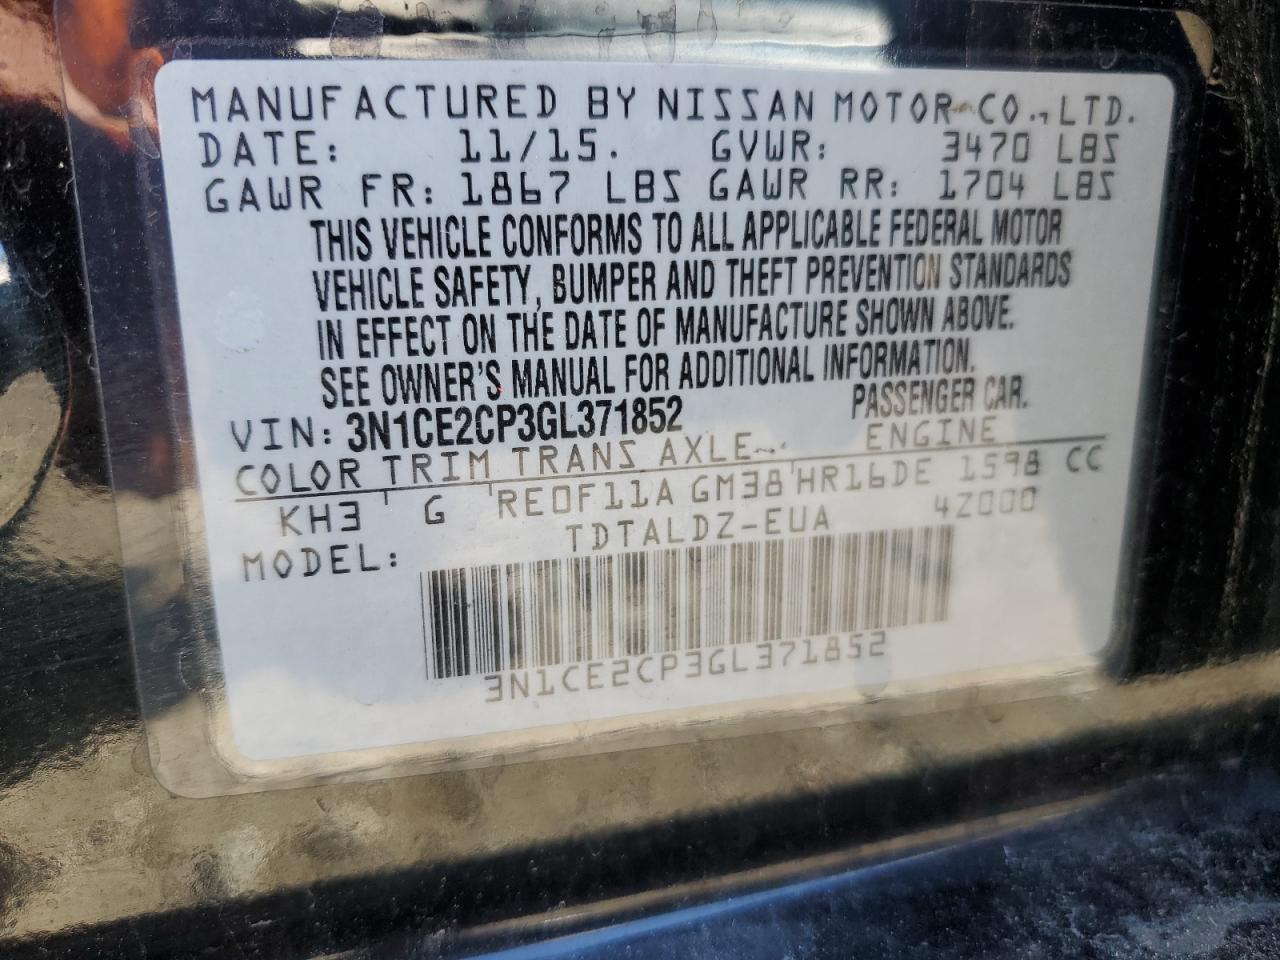 MANUFACTURED BY NISSAN MOTOR CO., LTD.
DATE: 11/15. GVWR: 3470 LBS
GAWR FR: 1867 LBS GAWR RR: 1704 LBS
THIS VEHICLE CONFORMS TO ALL APPLICABLE FEDERAL MOTOR
VEHICLE SAFETY, BUMPER AND THEFT PREVENTION STANDARDS
IN EFFECT ON THE DATE OF MANUFACTURE SHOWN ABOVE.
SEE OWNER'S MANUAL FOR ADDITIONAL INFORMATION.
VIN: 3N1CE2CP3GL371852 PASSENGER CAR.
COLOR TRIM TRANS AXLE ENGINE
KH3 G RE0F11A GM38 HR16DE 1598 CC
MODEL: TDTALDZ-EUA 4Z000
3N1CE2CP3GL371852